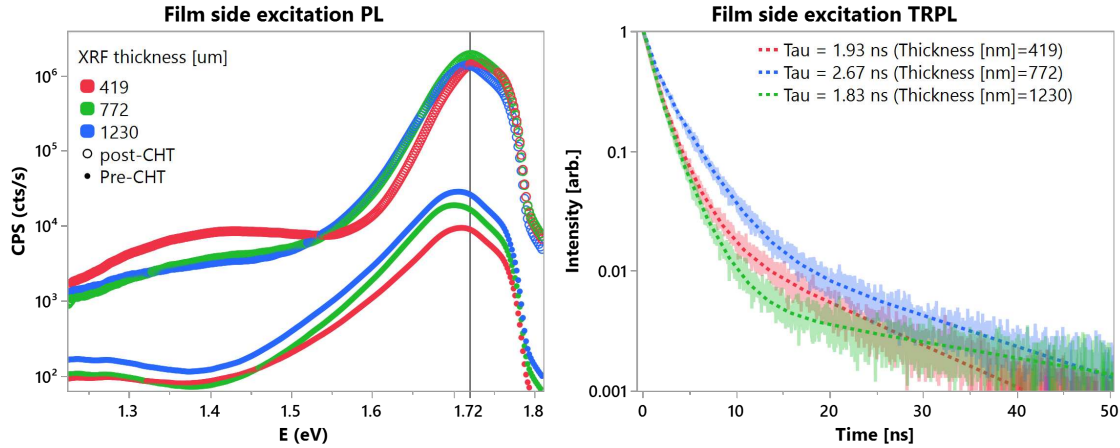 Film side excitation PL
XRF thickness [um]
419
772
1230
post-CHT
Pre-CHT
CPS (cts/s)
10⁶
10⁵
10⁴
10³
10²
1.3
1.4
1.5
1.6
1.72
1.8
E (eV)
Film side excitation TRPL
Tau = 1.93 ns (Thickness [nm]=419)
Tau = 2.67 ns (Thickness [nm]=772)
Tau = 1.83 ns (Thickness [nm]=1230)
Intensity [arb.]
1
0.1
0.01
0.001
0
10
20
30
40
50
Time [ns]